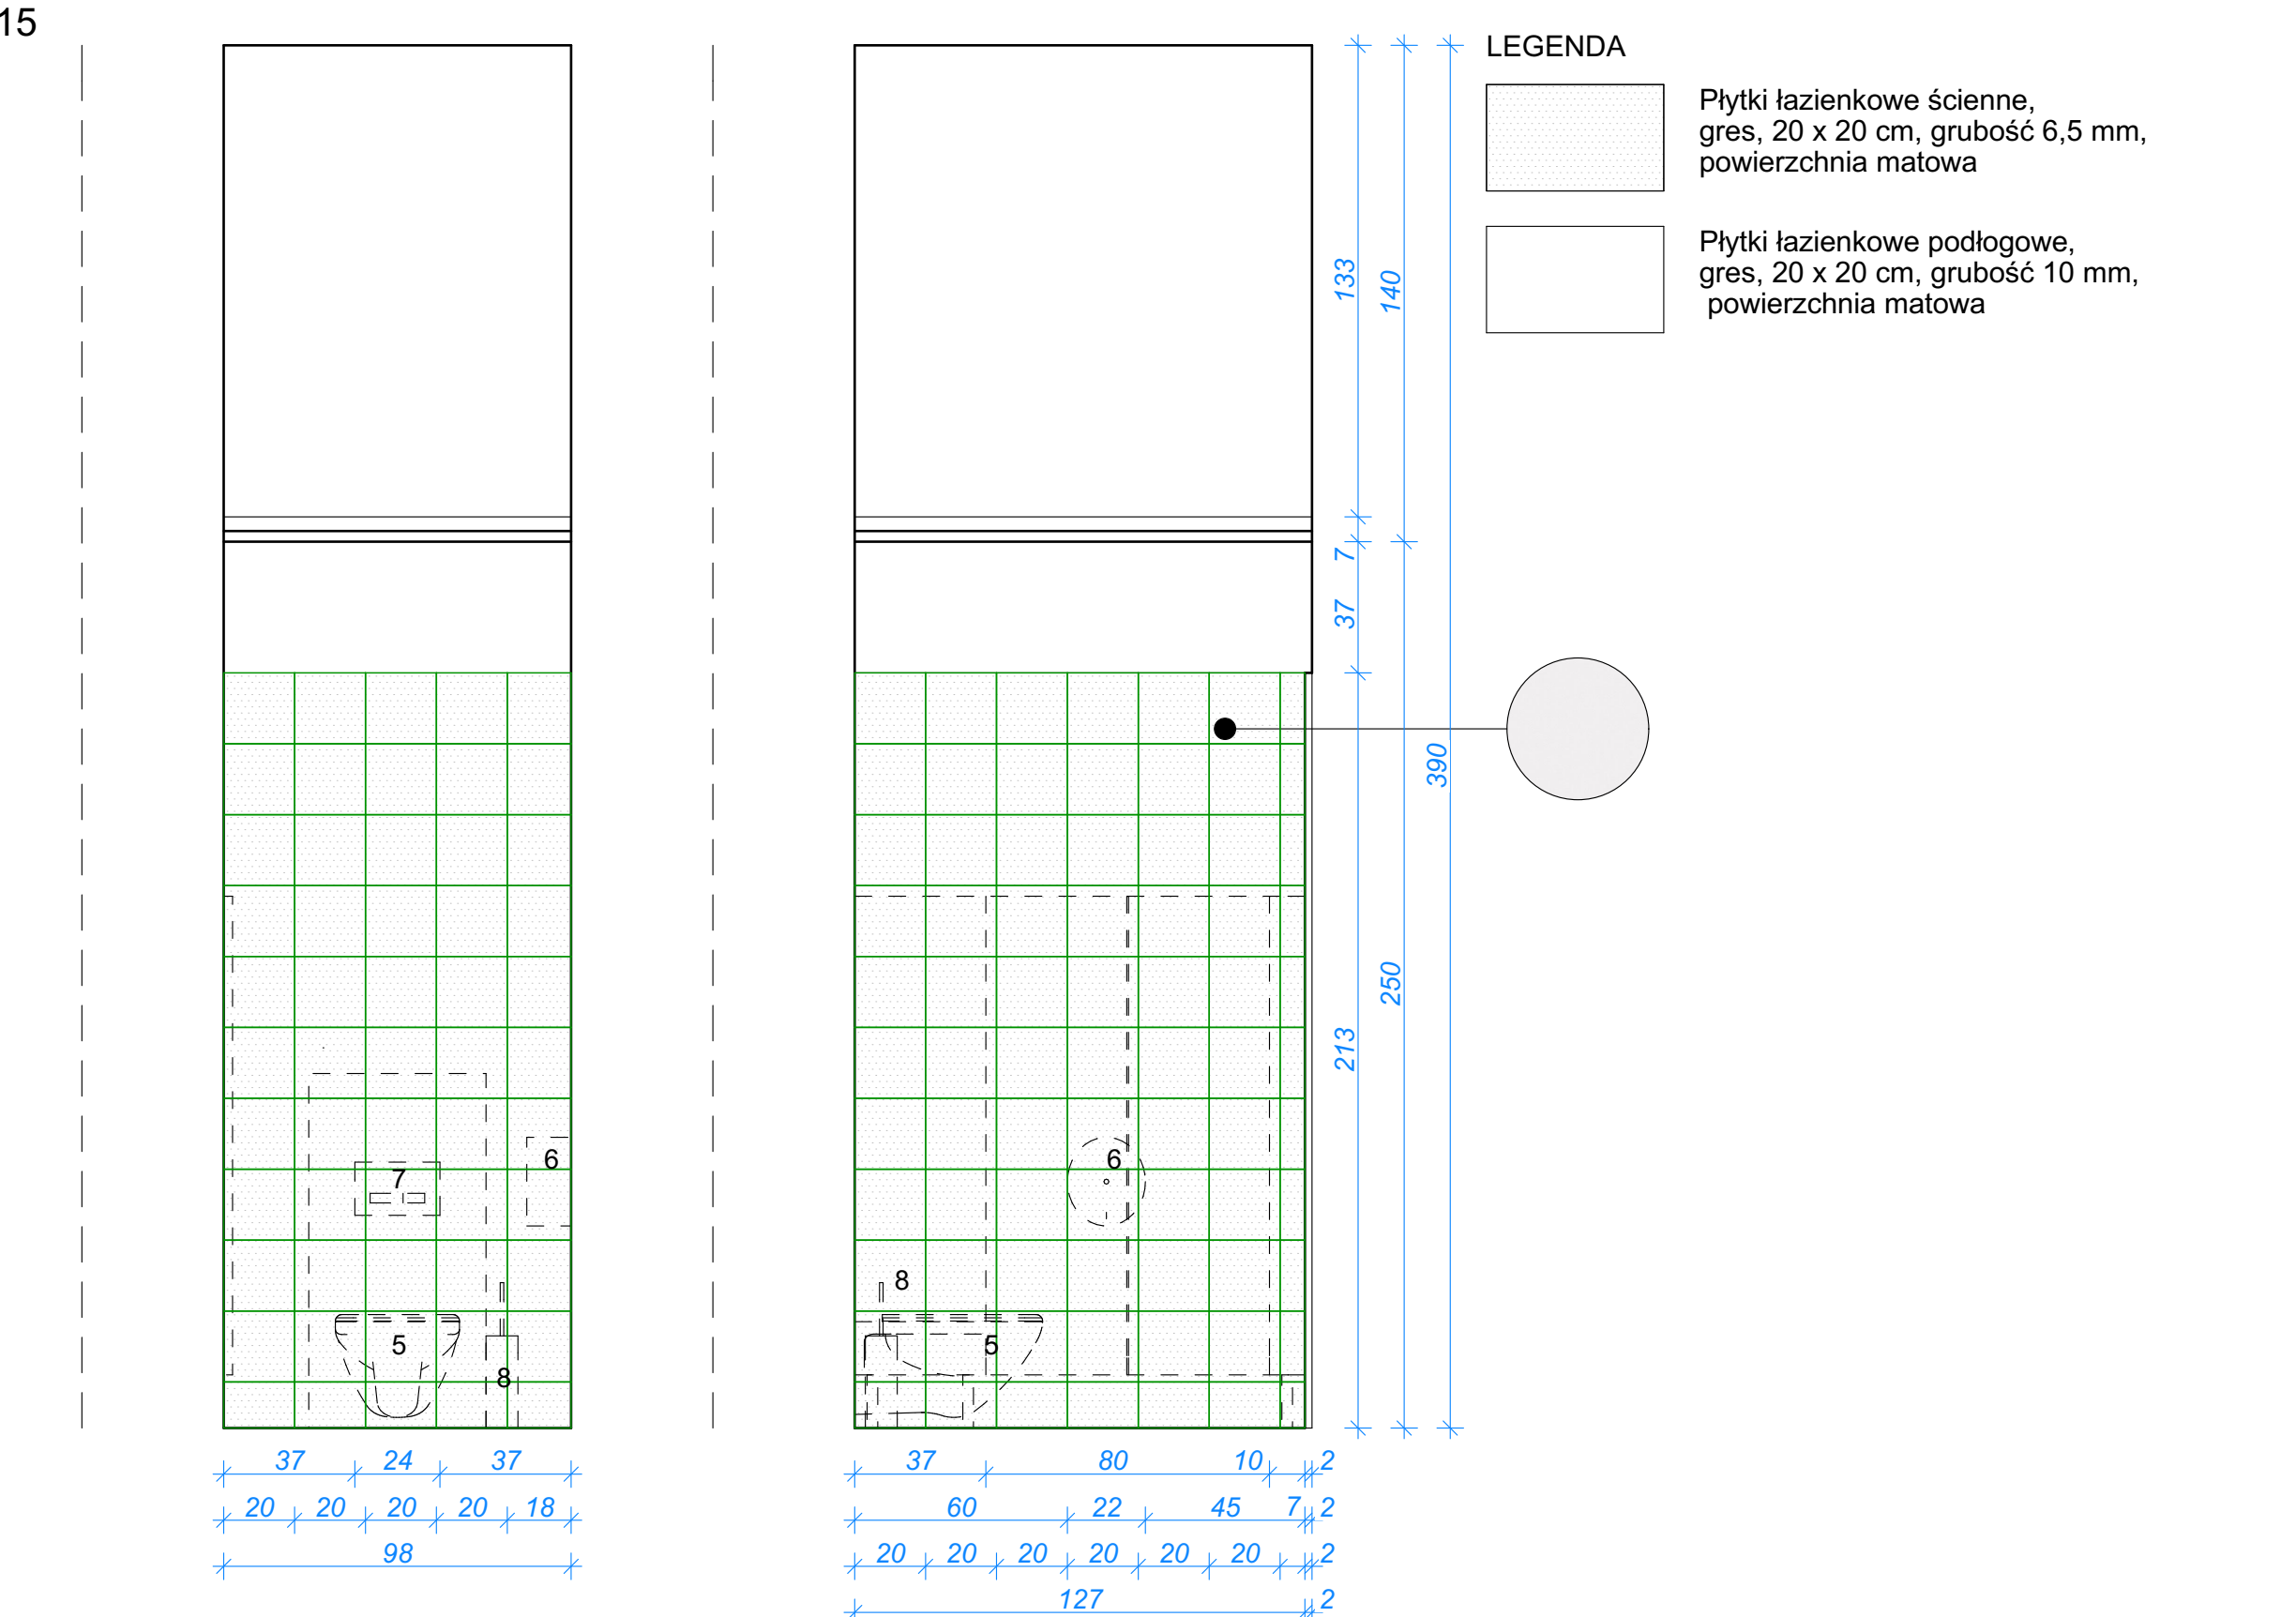 15
LEGENDA
Płytki łazienkowe ścienne,
gres, 20 x 20 cm, grubość 6,5 mm,
powierzchnia matowa
Płytki łazienkowe podłogowe,
gres, 20 x 20 cm, grubość 10 mm,
powierzchnia matowa
133
140
7
37
390
250
213
7
6
5
8
6
8
5
37 24 37
20 20 20 20 18
98
37 80 10 2
60 22 45 7 2
20 20 20 20 20 20 2
127 2